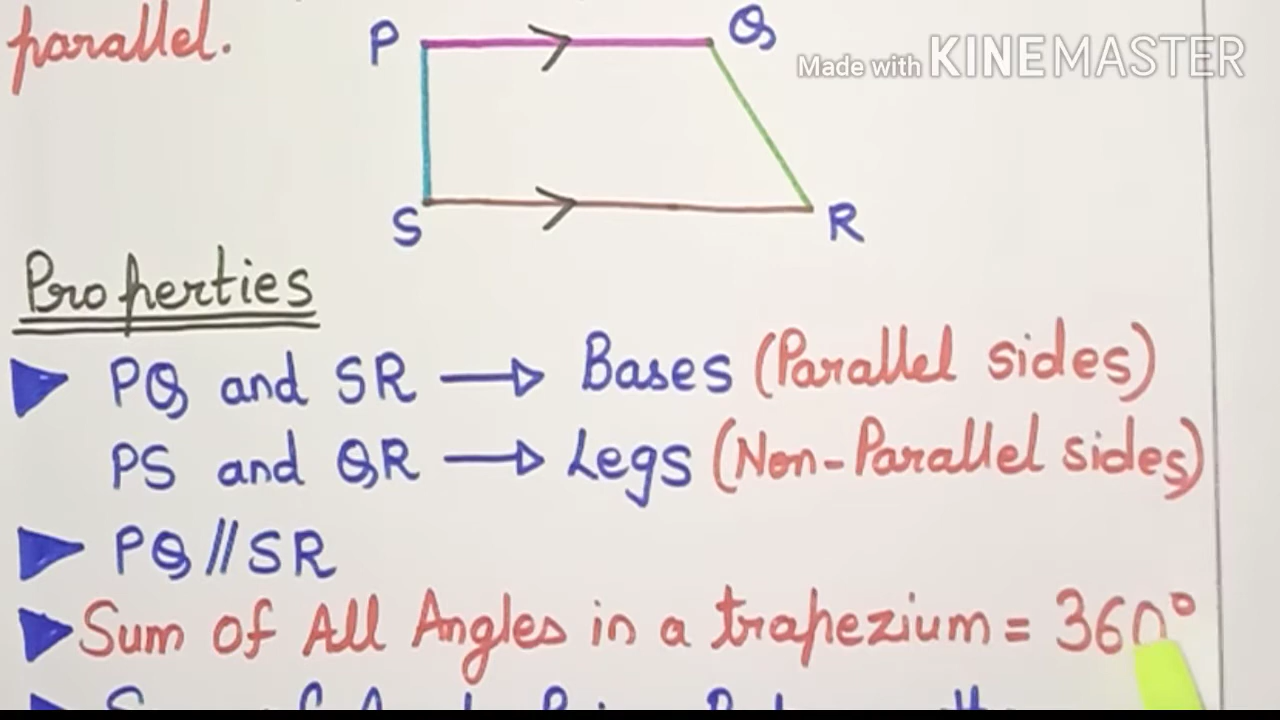 parallel.
P
Q
Made with KINEMASTER
S
R
Properties
PQ and SR → Bases (Parallel sides)
PS and QR → Legs (Non-Parallel sides)
PQ // SR
Sum of All Angles in a trapezium = 360°